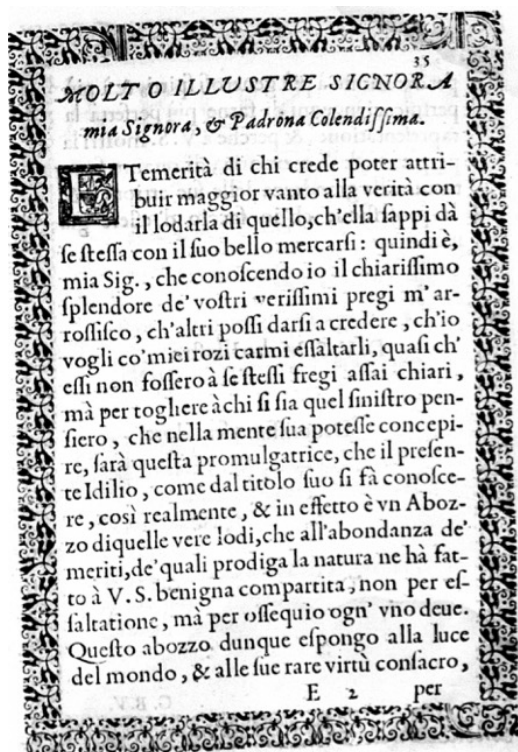 35
MOLTO ILLUSTRE SIGNORA
mia Signora, & Padrona Colendissima.
E Temerità di chi crede poter attri-
buir maggior vanto alla verità con
il lodarla di quello,ch'ella sappi dà
se stessa con il suo bello mercarsi: quindi è,
mia Sig., che conoscendo io il chiarissimo
splendore de' vostri verissimi pregi m'ar-
rossisco, ch'altri possi darsi a credere, ch'io
vogli co'miei rozi carmi essaltarli, quasi ch'
essi non fossero à se stessi fregi assai chiari,
mà per togliere à chi si sia quel sinistro pen-
siero, che nella mente sua potesse concepi-
re, sarà questa promulgatrice, che il presen-
te Idilio, come dal titolo suo si fà conosce-
re, così realmente, & in effetto è vn Aboz-
zo diquelle vere lodi,che all'abondanza de'
meriti,de'quali prodiga la natura ne hà fat-
to à V.S. benigna compartita, non per es-
saltatione, mà per ossequio ogn' vno deue.
Questo abozzo dunque espongo alla luce
del mondo, & alle sue rare virtù consacro,
E 2 per